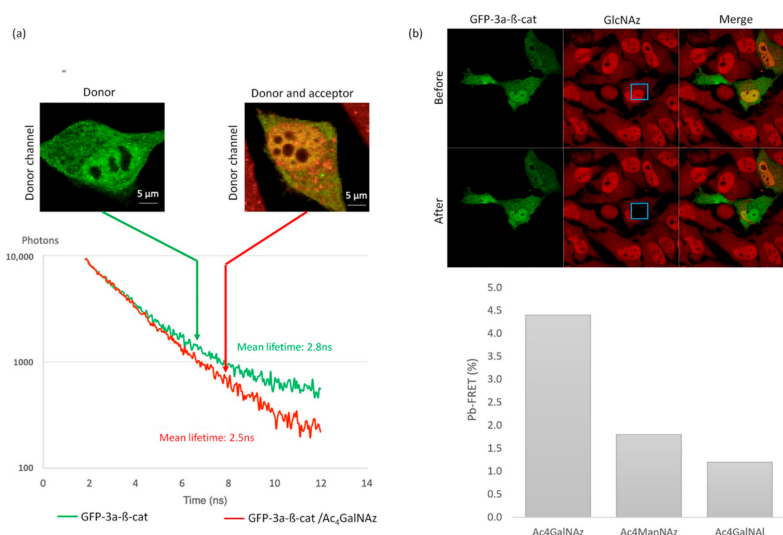 (a)
Donor
Donor and acceptor
Donor channel
5 µm
Donor channel
5 µm
Photons
10,000
1000
100
Mean lifetime: 2.8ns
Mean lifetime: 2.5ns
0 2 4 6 8 10 12 14
Time (ns)
GFP-3a-ß-cat
GFP-3a-ß-cat /Ac₄GalNAz
(b)
GFP-3a-ß-cat GlcNAz Merge
Before
After
Pb-FRET (%)
5.0
4.5
4.0
3.5
3.0
2.5
2.0
1.5
1.0
0.5
0.0
Ac4GalNAz Ac4ManNAz Ac4GalNAl